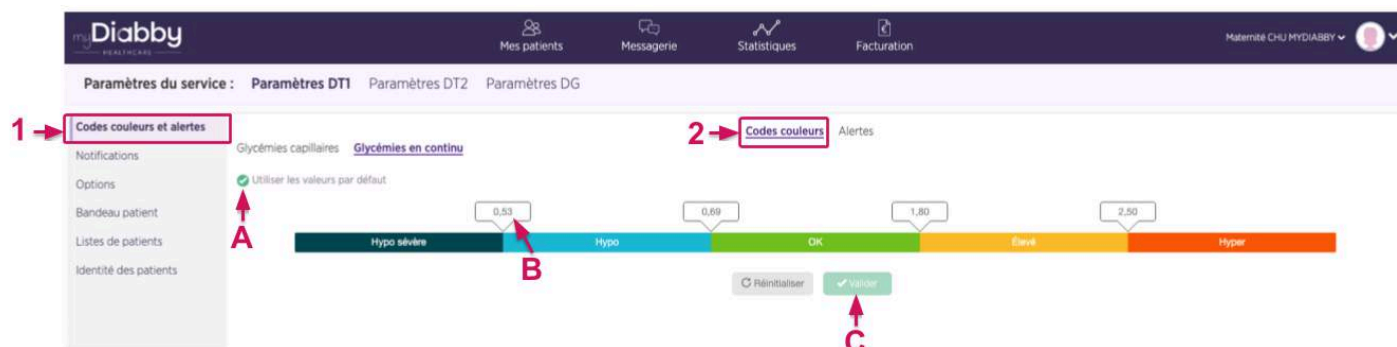 myDiabby
HEALTHCARE
Mes patients
Messagerie
Statistiques
Facturation
Maternité CHU MYDIABBY
Paramètres du service : Paramètres DT1 Paramètres DT2 Paramètres DG
1 Codes couleurs et alertes
2 Codes couleurs Alertes
Notifications
Glycémies capillaires Glycémies en continu
Options
Utiliser les valeurs par défaut
Bandeau patient
A
0,53 0,69 1,80 2,50
B
Listes de patients
Hypo sévère Hypo OK Élevé Hyper
Identité des patients
Réinitialiser Valider
C